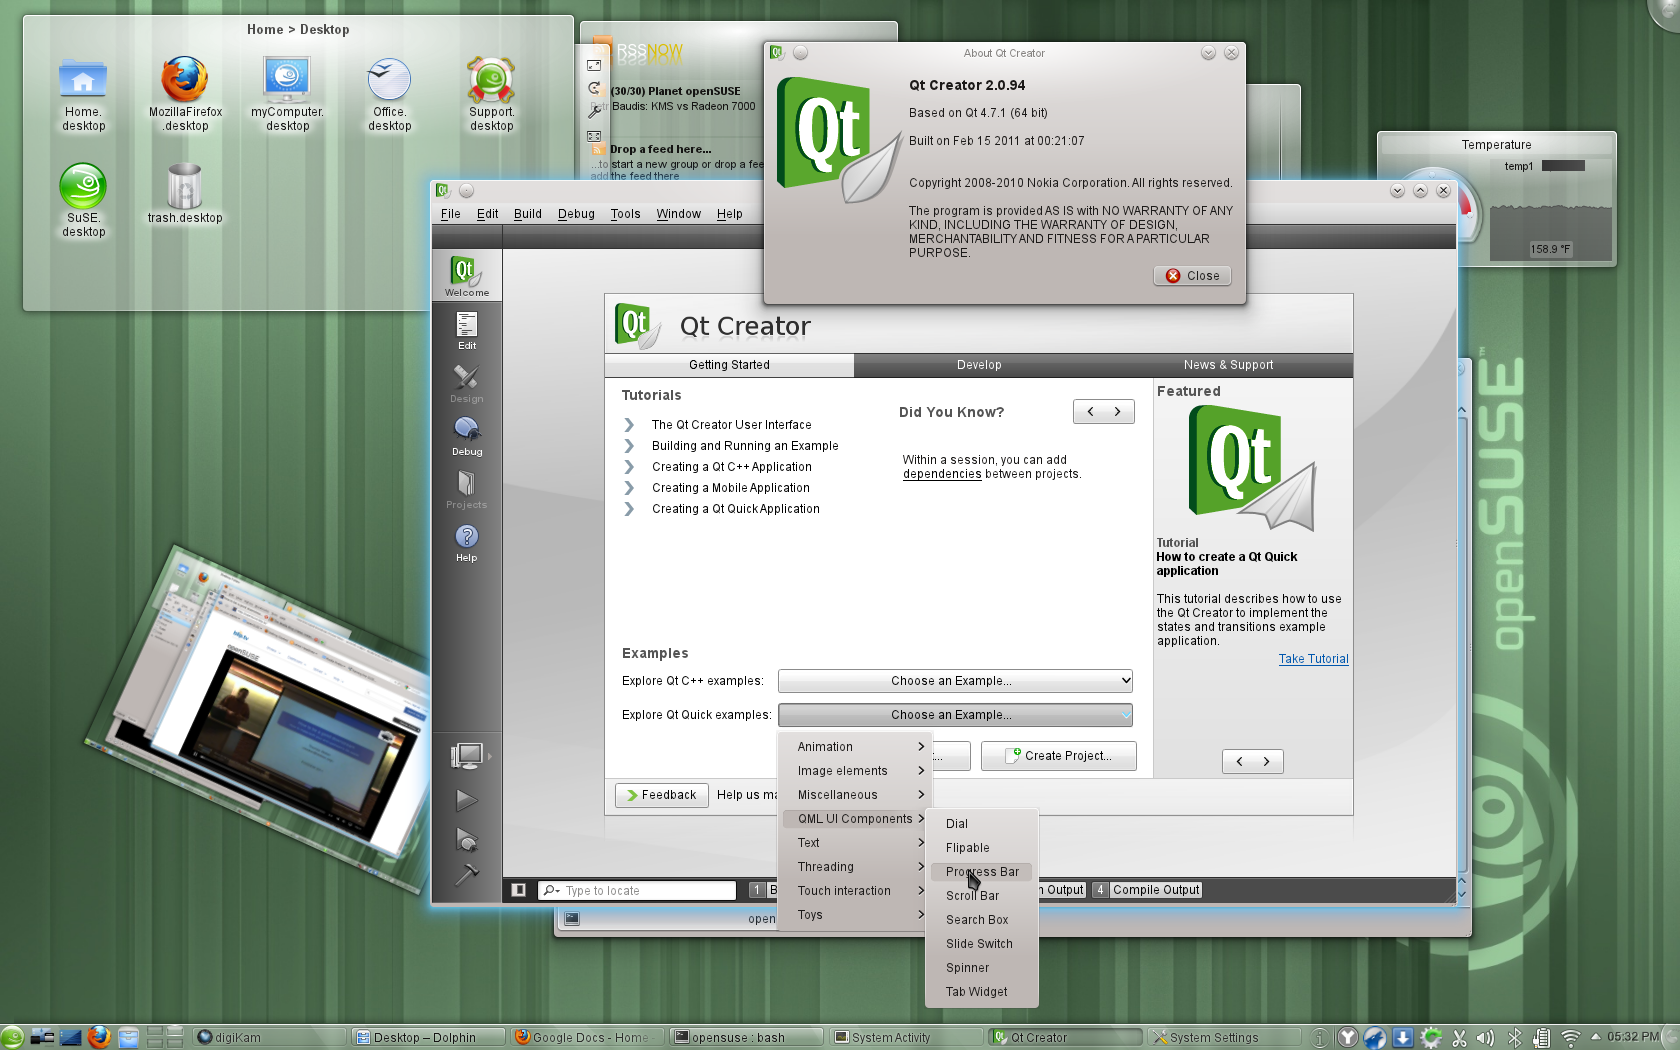 Home > Desktop
Home.
desktop
MozillaFirefox
.desktop
myComputer.
desktop
Office.
desktop
Support.
desktop
SuSE.
desktop
trash.desktop
RSSNOW
(30/30) Planet openSUSE
Baudis: KMS vs Radeon 7000
Drop a feed here...
...to start a new group or drop a fee
add the feed there
About Qt Creator
Qt
Qt Creator 2.0.94
Based on Qt 4.7.1 (64 bit)
Built on Feb 15 2011 at 00:21:07
Copyright 2008-2010 Nokia Corporation. All rights reserved.
The program is provided AS IS with NO WARRANTY OF ANY
KIND, INCLUDING THE WARRANTY OF DESIGN,
MERCHANTABILITY AND FITNESS FOR A PARTICULAR
PURPOSE.
Close
Temperature
temp1
158.9 °F
File Edit Build Debug Tools Window Help
Qt
Welcome
Edit
Design
Debug
Projects
Help
Qt
Qt Creator
Getting Started
Develop
News & Support
Tutorials
The Qt Creator User Interface
Building and Running an Example
Creating a Qt C++ Application
Creating a Mobile Application
Creating a Qt Quick Application
Did You Know?
Within a session, you can add
dependencies between projects.
Featured
Qt
Tutorial
How to create a Qt Quick
application
This tutorial describes how to use
the Qt Creator to implement the
states and transitions example
application.
Take Tutorial
Examples
Explore Qt C++ examples:
Choose an Example...
Explore Qt Quick examples:
Choose an Example...
Create Project...
Feedback
Help us ma
Animation
Image elements
Miscellaneous
QML UI Components
Text
Threading
Touch interaction
Toys
Dial
Flipable
Progress Bar
Scroll Bar
Search Box
Slide Switch
Spinner
Tab Widget
Type to locate
1 B
n Output
4 Compile Output
open
openSUSE
openSUSE™
digiKam
Desktop – Dolphin
Google Docs - Home
opensuse : bash
System Activity
Qt Creator
System Settings
05:32 PM